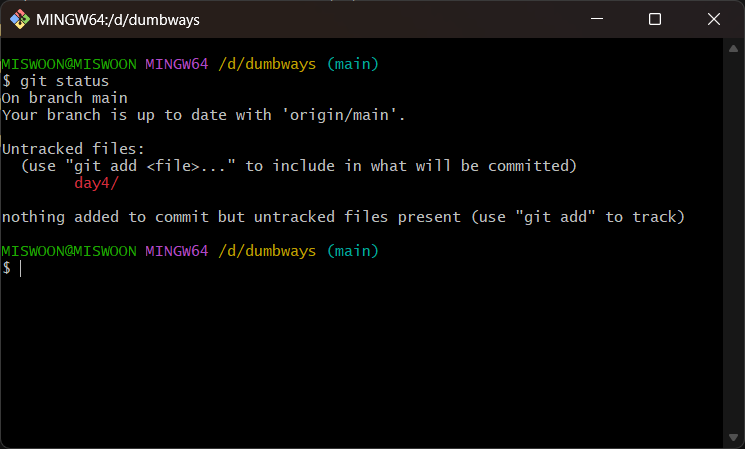 MINGW64:/d/dumbways
MISWOON@MISWOON MINGW64 /d/dumbways (main)
$ git status
On branch main
Your branch is up to date with 'origin/main'.
Untracked files:
  (use "git add <file>..." to include in what will be committed)
        day4/
nothing added to commit but untracked files present (use "git add" to track)
MISWOON@MISWOON MINGW64 /d/dumbways (main)
$